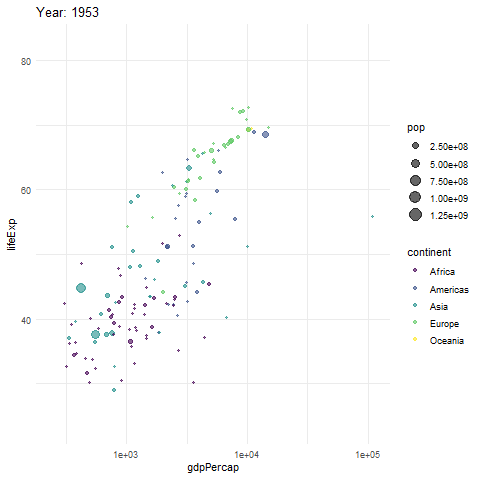 Year: 1953
lifeExp
80
60
40
1e+03
1e+04
1e+05
gdpPercap
pop
2.50e+08
5.00e+08
7.50e+08
1.00e+09
1.25e+09
continent
Africa
Americas
Asia
Europe
Oceania